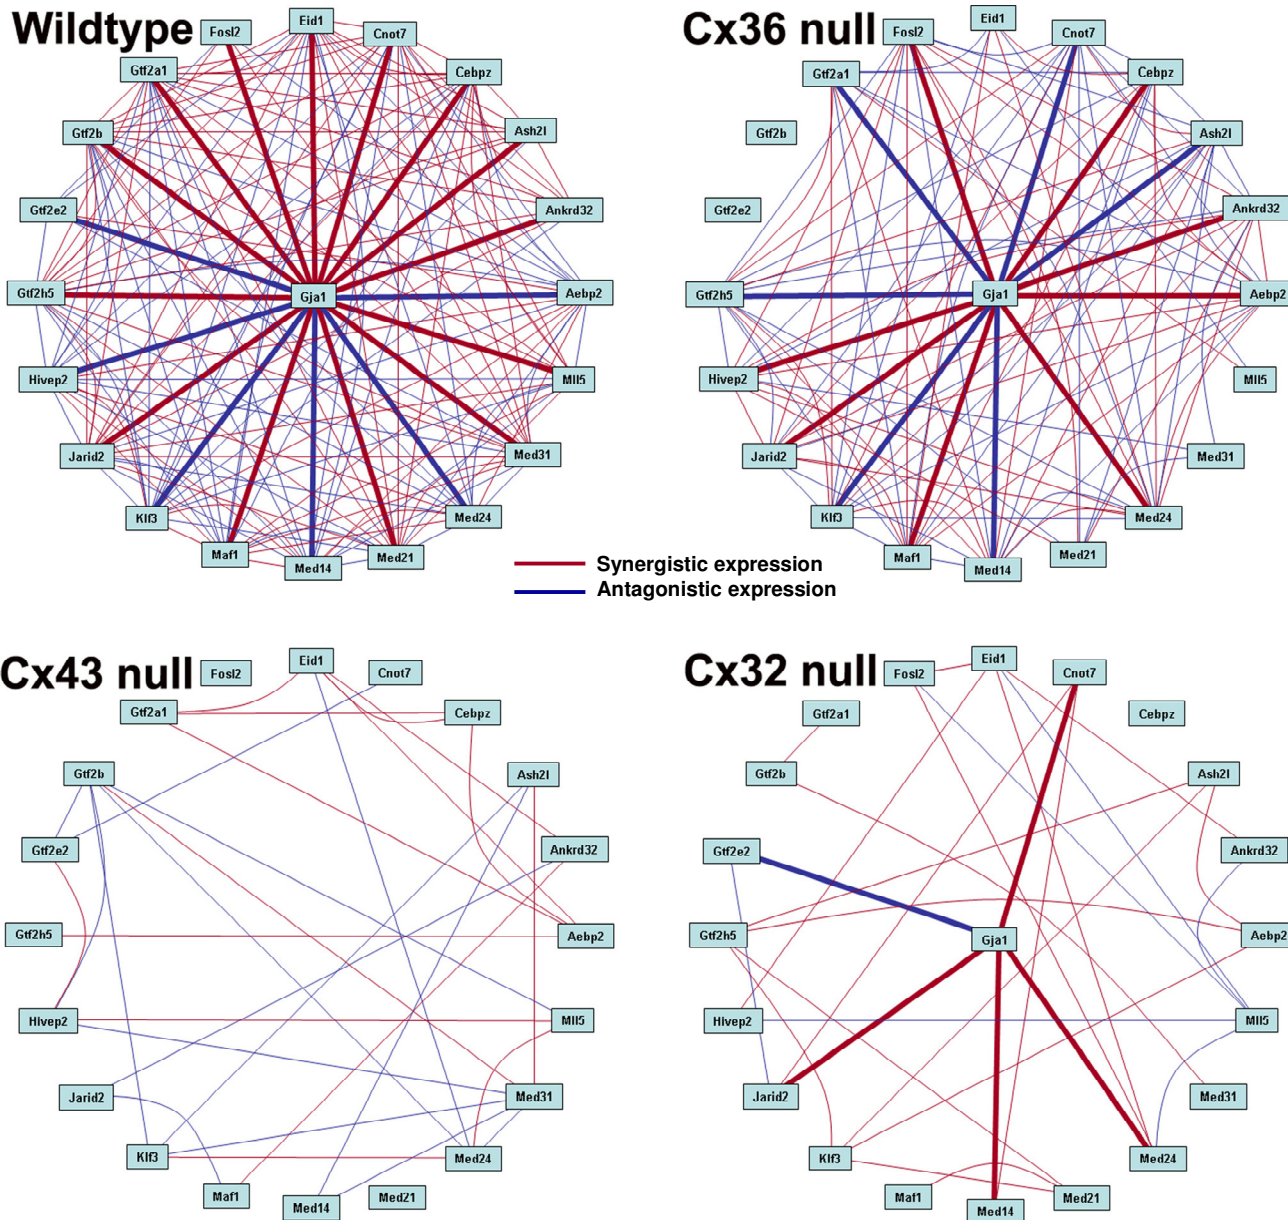 Wildtype
Eid1
Fosl2
Cnot7
Gtf2a1
Cebpz
Gtf2b
Ash2l
Gtf2e2
Ankrd32
Gtf2h5
Gja1
Aebp2
Hivep2
Mll5
Jarid2
Med31
Klf3
Med24
Maf1
Med14
Med21
Cx36 null
Eid1
Fosl2
Cnot7
Gtf2a1
Cebpz
Gtf2b
Ash2l
Gtf2e2
Ankrd32
Gtf2h5
Gja1
Aebp2
Hivep2
Mll5
Jarid2
Med31
Klf3
Med24
Maf1
Med14
Med21
Synergistic expression
Antagonistic expression
Cx43 null
Eid1
Fosl2
Cnot7
Gtf2a1
Cebpz
Gtf2b
Ash2l
Gtf2e2
Ankrd32
Gtf2h5
Aebp2
Hivep2
Mll5
Jarid2
Med31
Klf3
Med24
Maf1
Med14
Med21
Cx32 null
Eid1
Fosl2
Cnot7
Gtf2a1
Cebpz
Gtf2b
Ash2l
Gtf2e2
Ankrd32
Gtf2h5
Gja1
Aebp2
Hivep2
Mll5
Jarid2
Med31
Klf3
Med24
Maf1
Med14
Med21